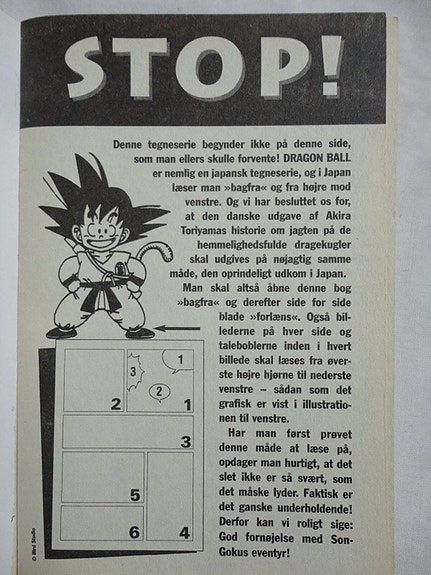 STOP!
Denne tegneserie begynder ikke på denne side,
som man ellers skulle forvente! DRAGON BALL
er nemlig en japansk tegneserie, og i Japan
læser man »bagfra« og fra højre mod
venstre. Og vi har besluttet os for,
at den danske udgave af Akira
Toriyamas historie om jagten på de
hemmelighedsfulde dragekugler
skal udgives på nøjagtig samme
måde, den oprindeligt udkom i Japan.
Man skal altså åbne denne bog
»bagfra« og derefter side for side
blade »forlæns«. Også bil-
lederne på hver side og
taleboblerne inden i hvert
billede skal læses fra øver-
ste højre hjørne til nederste
venstre – sådan som det
grafisk er vist i illustratio-
nen til venstre.
Har man først prøvet
denne måde at læse på,
opdager man hurtigt, at det
slet ikke er så svært, som
det måske lyder. Faktisk er
det ganske underholdende!
Derfor kan vi roligt sige:
God fornøjelse med Son-
Gokus eventyr!
1
3
2
2
1
3
5
6
4
© Bird Studio